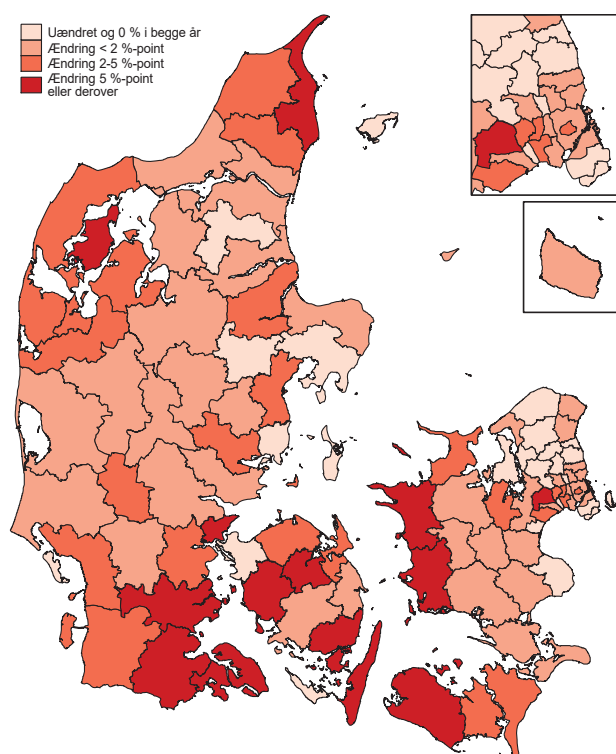 Uændret og 0 % i begge år
Ændring < 2 %-point
Ændring 2-5 %-point
Ændring 5 %-point
eller derover